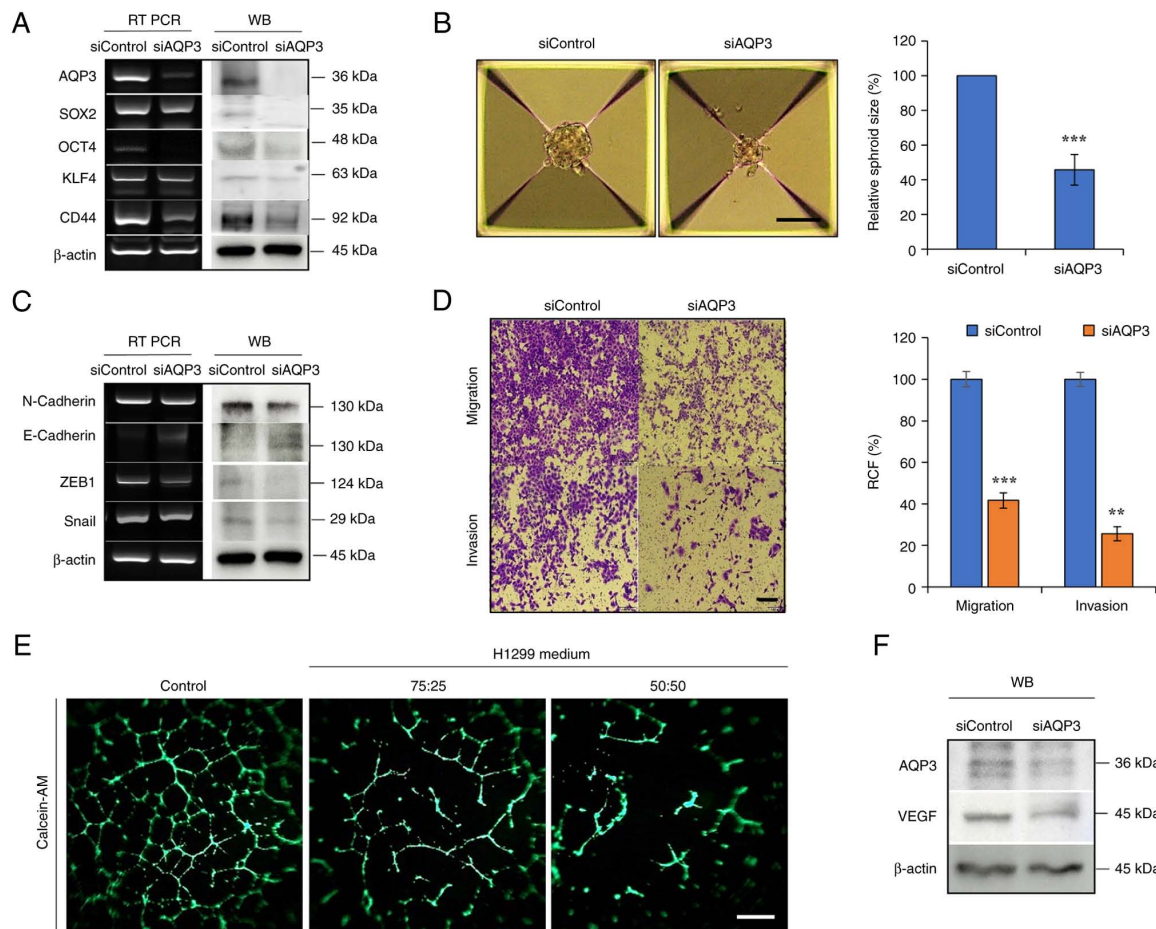 A
RT PCR WB
siControl siAQP3 siControl siAQP3
AQP3 36 kDa
SOX2 35 kDa
OCT4 48 kDa
KLF4 63 kDa
CD44 92 kDa
β-actin 45 kDa
B
siControl siAQP3
Relative sphroid size (%)
120
100
80
60
40
20
0
***
siControl siAQP3
C
RT PCR WB
siControl siAQP3 siControl siAQP3
N-Cadherin 130 kDa
E-Cadherin 130 kDa
ZEB1 124 kDa
Snail 29 kDa
β-actin 45 kDa
D
siControl siAQP3
Migration
Invasion
siControl siAQP3
RCF (%)
120
100
80
60
40
20
0
***
**
Migration Invasion
E
H1299 medium
Control 75:25 50:50
Calcein-AM
F
WB
siControl siAQP3
AQP3 36 kDa
VEGF 45 kDa
β-actin 45 kDa